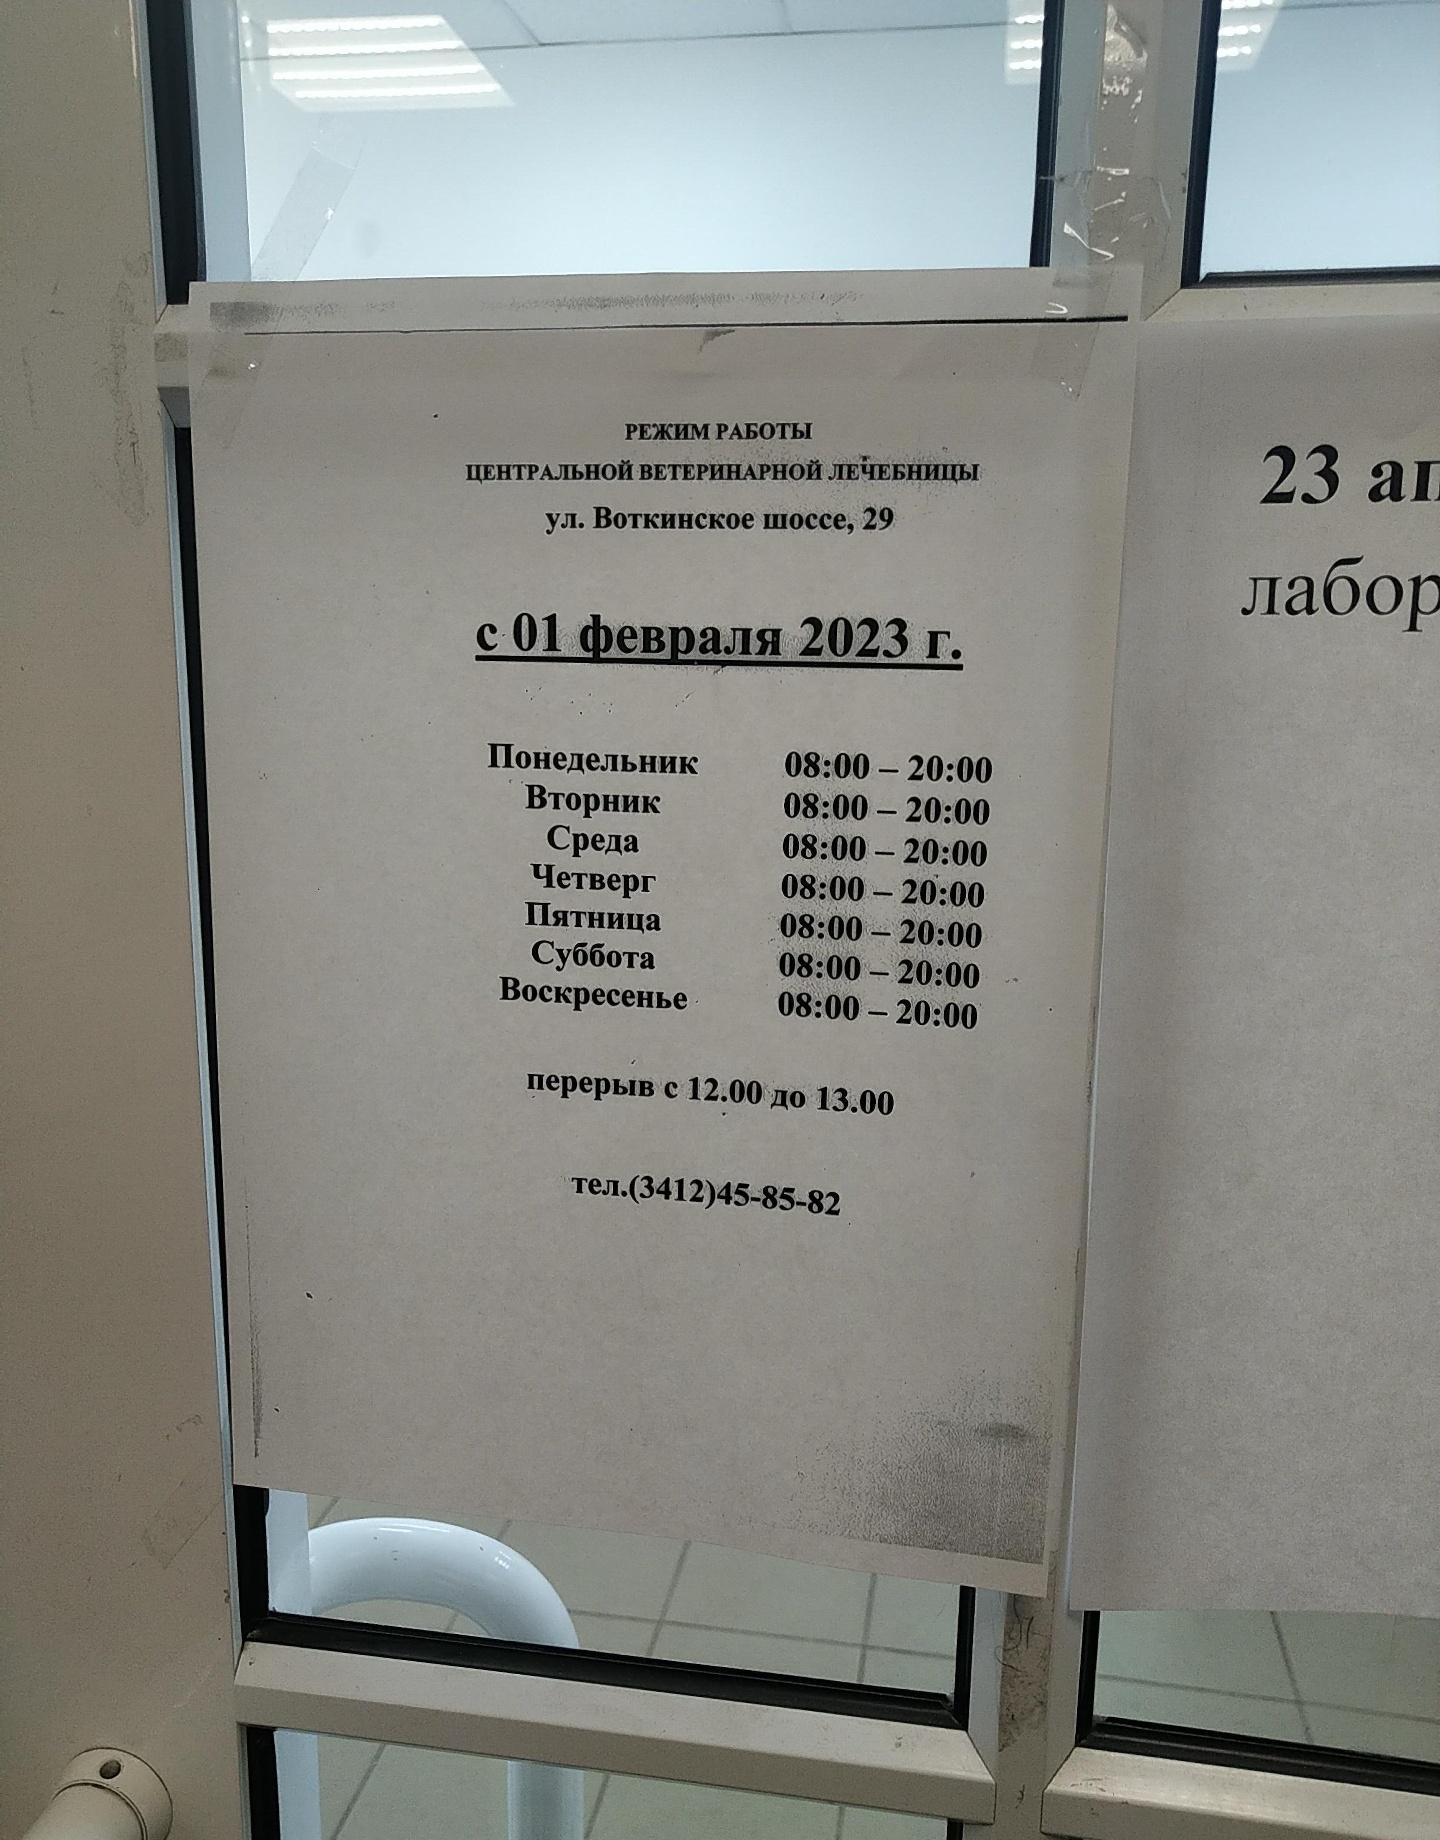 РЕЖИМ РАБОТЫ
ЦЕНТРАЛЬНОЙ ВЕТЕРИНАРНОЙ ЛЕЧЕБНИЦЫ
ул. Воткинское шоссе, 29
с 01 февраля 2023 г.
Понедельник 08:00 – 20:00
Вторник 08:00 – 20:00
Среда 08:00 – 20:00
Четверг 08:00 – 20:00
Пятница 08:00 – 20:00
Суббота 08:00 – 20:00
Воскресенье 08:00 – 20:00
перерыв с 12.00 до 13.00
тел.(3412)45-85-82
23 ап
лабор